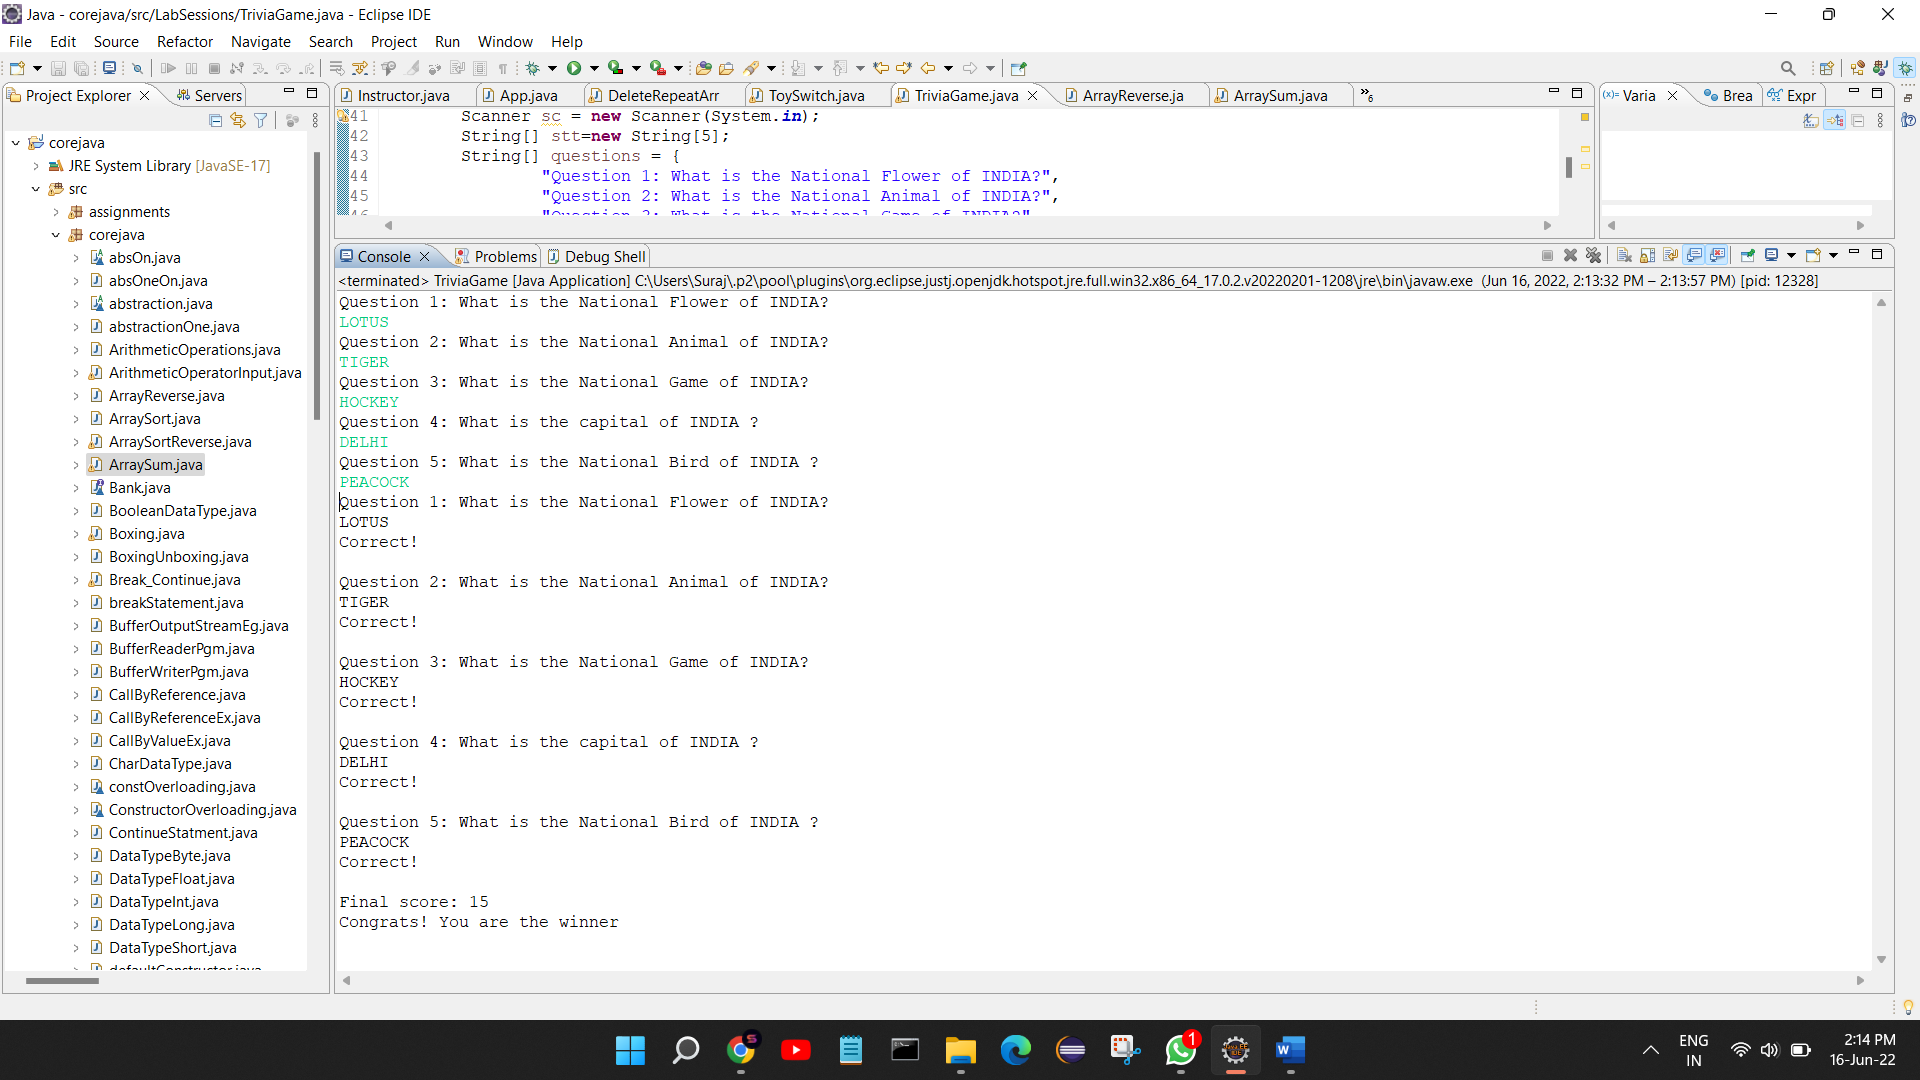 Java - corejava/src/LabSessions/TriviaGame.java - Eclipse IDE
File Edit Source Refactor Navigate Search Project Run Window Help
Project Explorer
Servers
corejava
JRE System Library [JavaSE-17]
src
assignments
corejava
absOn.java
absOneOn.java
abstraction.java
abstractionOne.java
ArithmeticOperations.java
ArithmeticOperatorInput.java
ArrayReverse.java
ArraySort.java
ArraySortReverse.java
ArraySum.java
Bank.java
BooleanDataType.java
Boxing.java
BoxingUnboxing.java
Break_Continue.java
breakStatement.java
BufferOutputStreamEg.java
BufferReaderPgm.java
BufferWriterPgm.java
CallByReference.java
CallByReferenceEx.java
CallByValueEx.java
CharDataType.java
constOverloading.java
ConstructorOverloading.java
ContinueStatment.java
DataTypeByte.java
DataTypeFloat.java
DataTypeInt.java
DataTypeLong.java
DataTypeShort.java
defaultConstructor.java
Instructor.java App.java DeleteRepeatArr ToySwitch.java TriviaGame.java ArrayReverse.ja ArraySum.java »6
41 Scanner sc = new Scanner(System.in);
42 String[] stt=new String[5];
43 String[] questions = {
44 "Question 1: What is the National Flower of INDIA?",
45 "Question 2: What is the National Animal of INDIA?",
46 "Question 3: What is the National Game of INDIA?"
(x)= Varia Brea Expr
Console Problems Debug Shell
<terminated> TriviaGame [Java Application] C:\Users\Suraj\.p2\pool\plugins\org.eclipse.justj.openjdk.hotspot.jre.full.win32.x86_64_17.0.2.v20220201-1208\jre\bin\javaw.exe (Jun 16, 2022, 2:13:32 PM – 2:13:57 PM) [pid: 12328]
Question 1: What is the National Flower of INDIA?
LOTUS
Question 2: What is the National Animal of INDIA?
TIGER
Question 3: What is the National Game of INDIA?
HOCKEY
Question 4: What is the capital of INDIA ?
DELHI
Question 5: What is the National Bird of INDIA ?
PEACOCK
Question 1: What is the National Flower of INDIA?
LOTUS
Correct!
Question 2: What is the National Animal of INDIA?
TIGER
Correct!
Question 3: What is the National Game of INDIA?
HOCKEY
Correct!
Question 4: What is the capital of INDIA ?
DELHI
Correct!
Question 5: What is the National Bird of INDIA ?
PEACOCK
Correct!
Final score: 15
Congrats! You are the winner
S
1
ENG
IN
2:14 PM
16-Jun-22